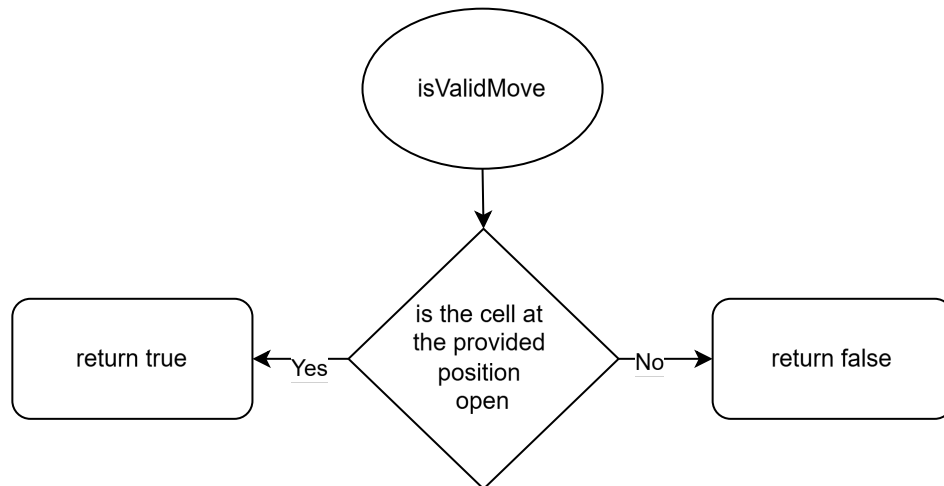 isValidMove
is the cell at
the provided
position
open
return true
Yes
No
return false